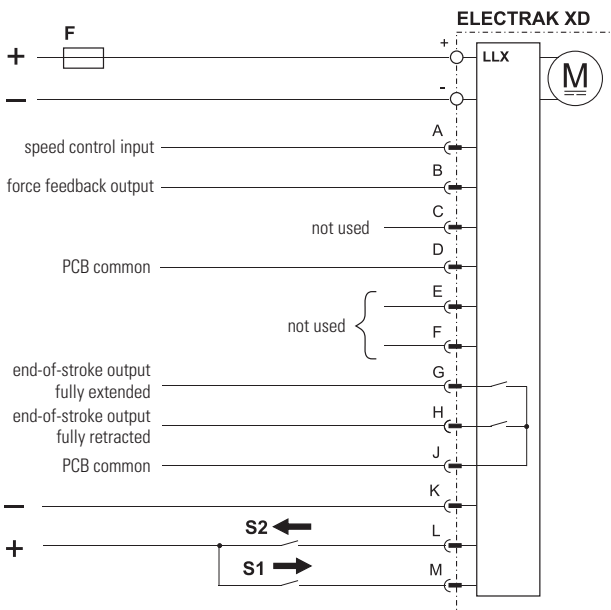 ELECTRAK XD
F
+
+
LLX
M
−
-
A
speed control input
B
force feedback output
C
not used
D
PCB common
E
not used
F
G
end-of-stroke output
fully extended
H
end-of-stroke output
fully retracted
J
PCB common
K
−
S2
L
+
S1
M